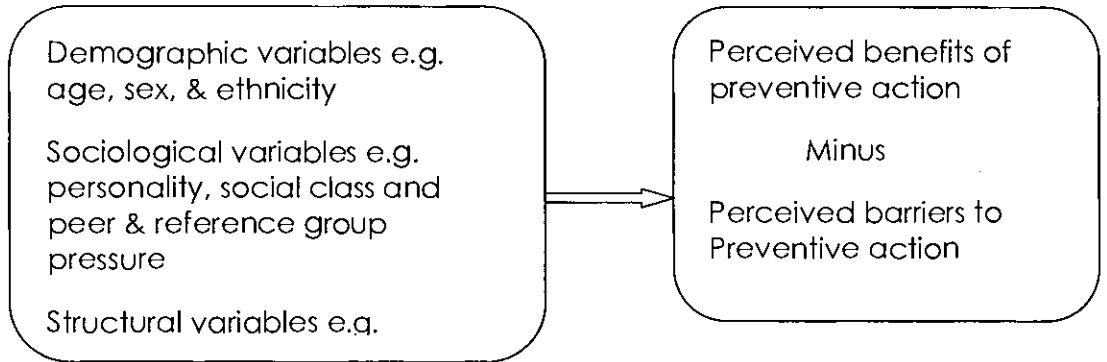 Demographic variables e.g.
age, sex, & ethnicity
Sociological variables e.g.
personality, social class and
peer & reference group
pressure
Structural variables e.g.
Perceived benefits of
preventive action
Minus
Perceived barriers to
Preventive action